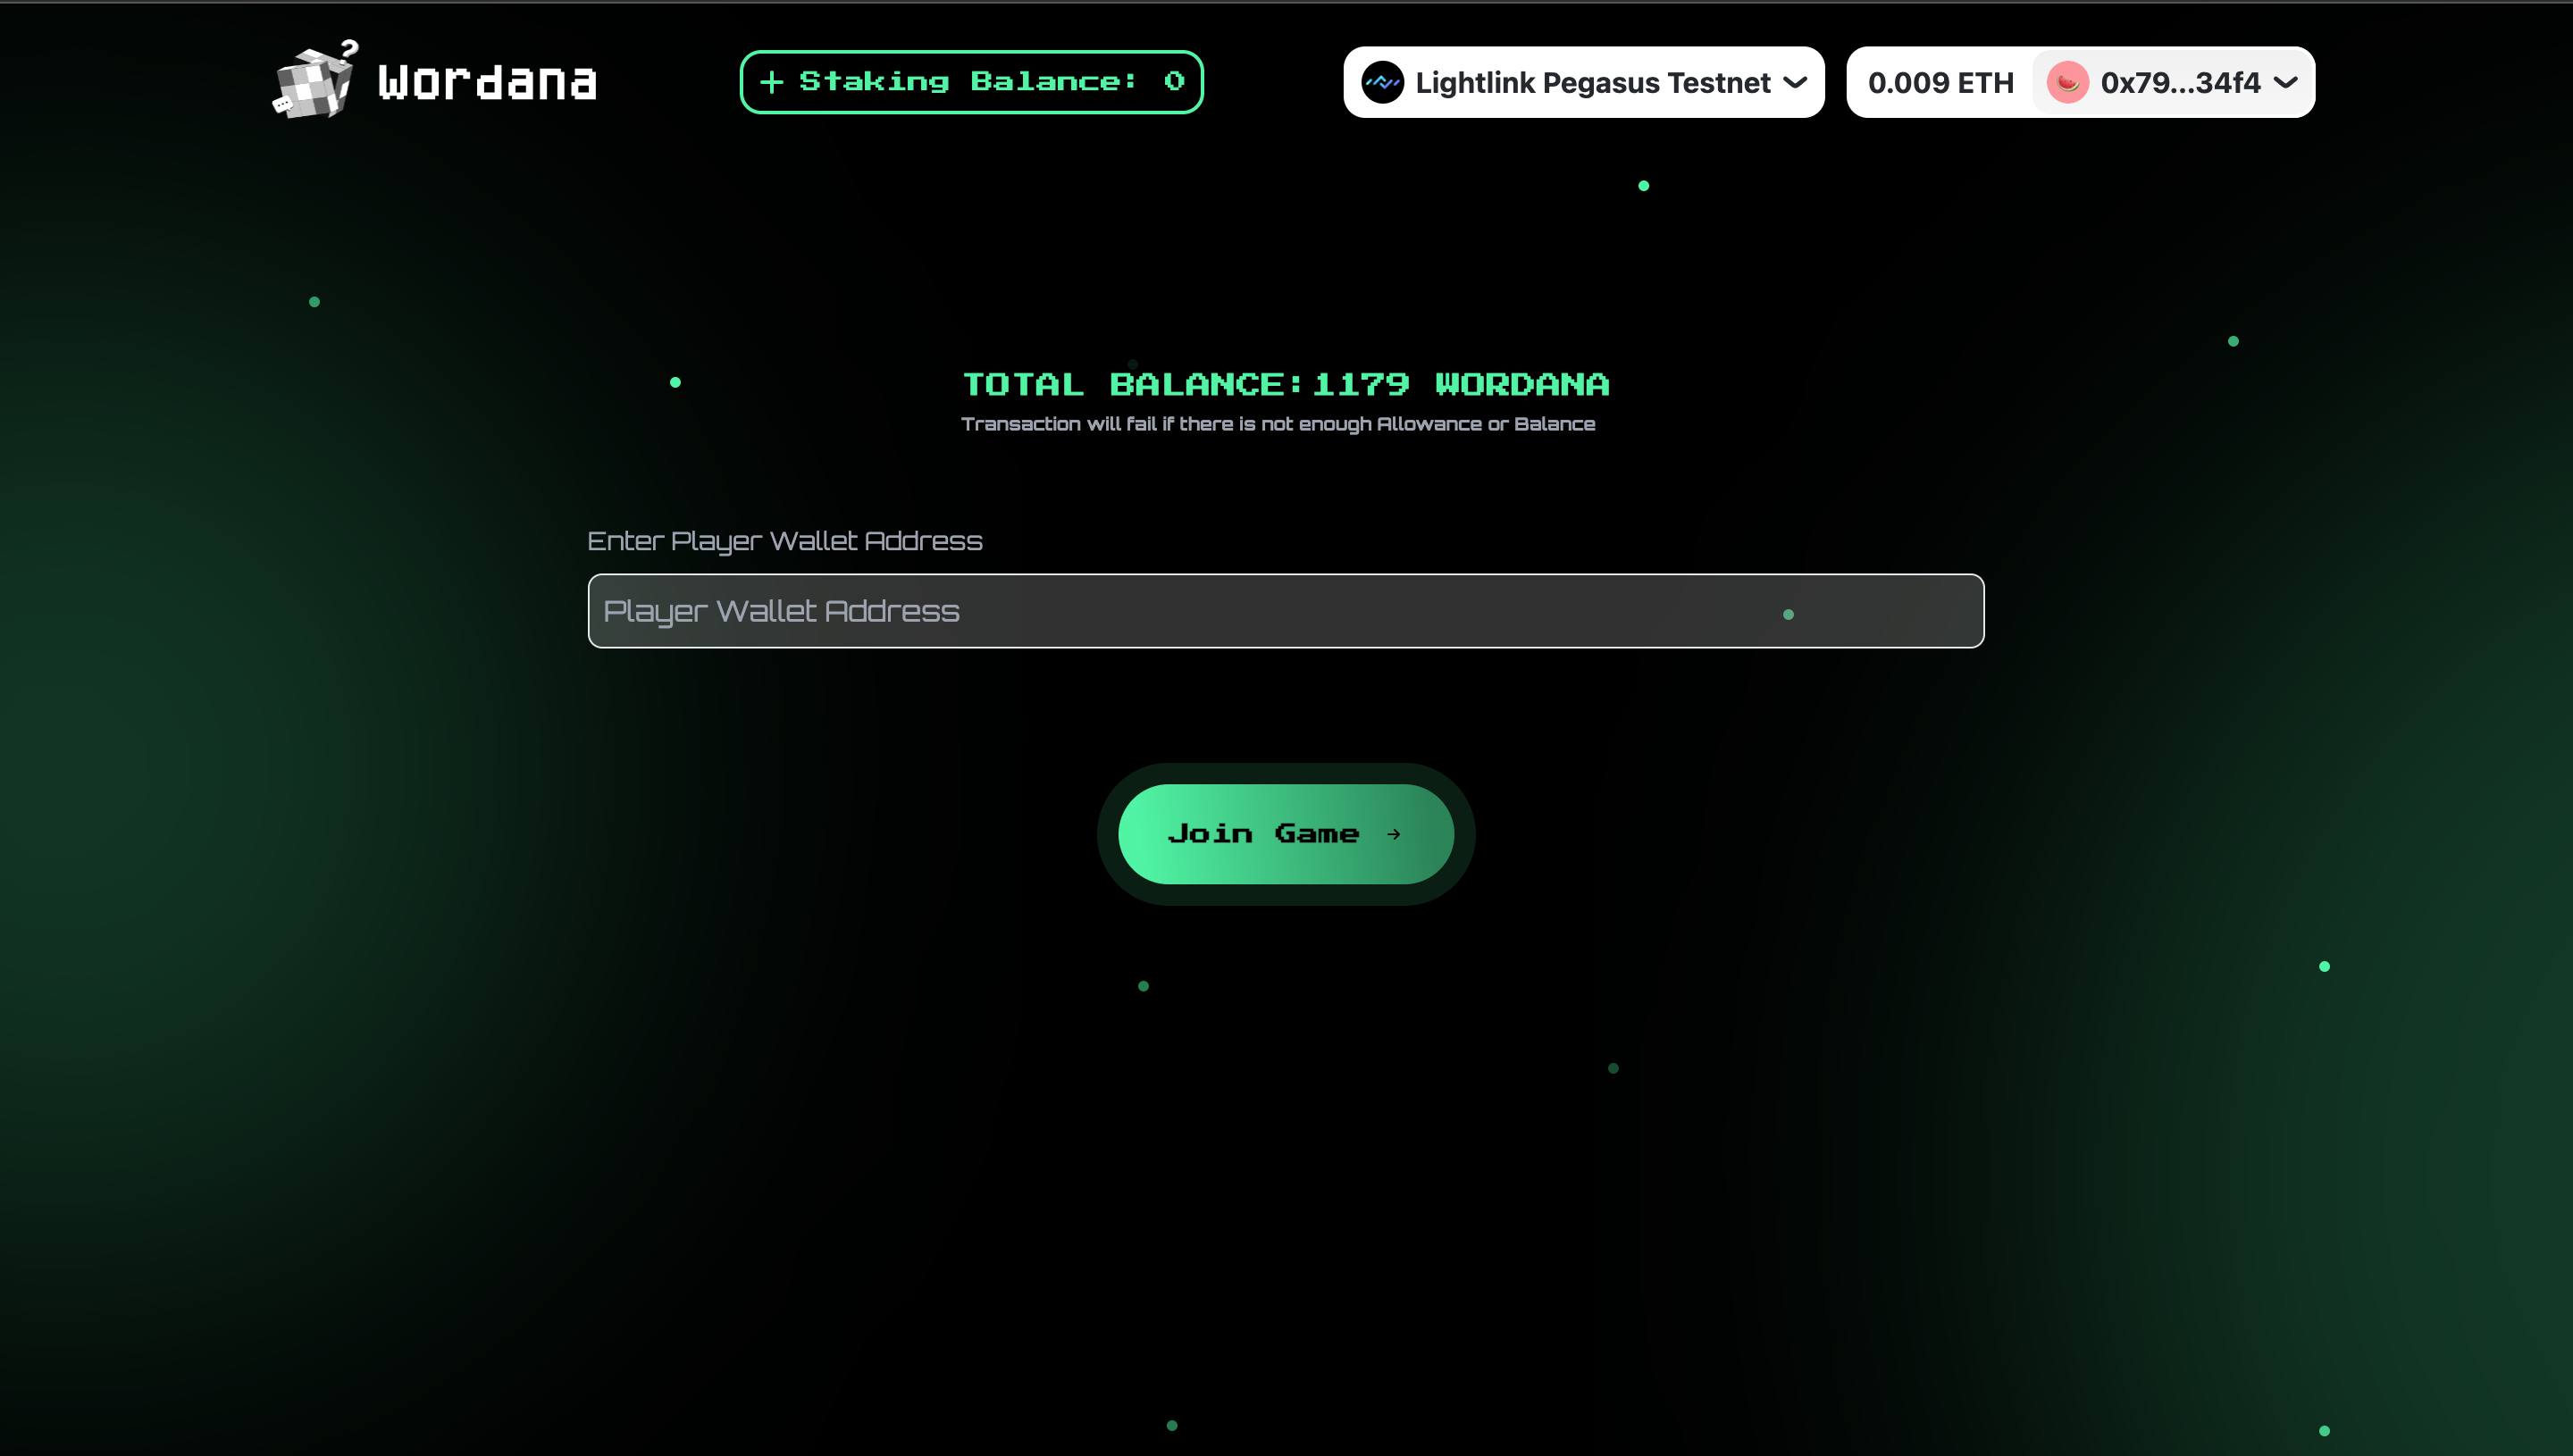 Wordana
+ Staking Balance: 0
Lightlink Pegasus Testnet
0.009 ETH
0x79...34f4
TOTAL BALANCE:1179 WORDANA
Transaction will fail if there is not enough Allowance or Balance
Enter Player Wallet Address
Player Wallet Address
Join Game →